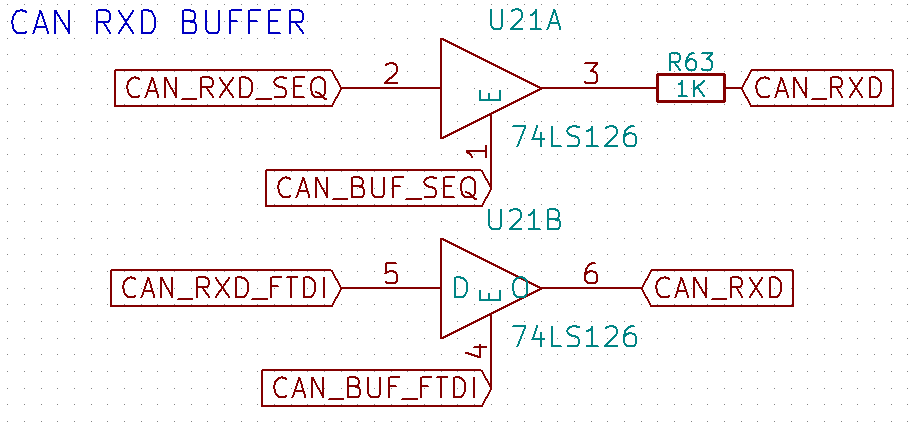 CAN RXD BUFFER
U21A
CAN_RXD_SEQ 2 E 3 R63 1K CAN_RXD
1 74LS126
CAN_BUF_SEQ
U21B
CAN_RXD_FTDI 5 D E O 6 CAN_RXD
4 74LS126
CAN_BUF_FTDI